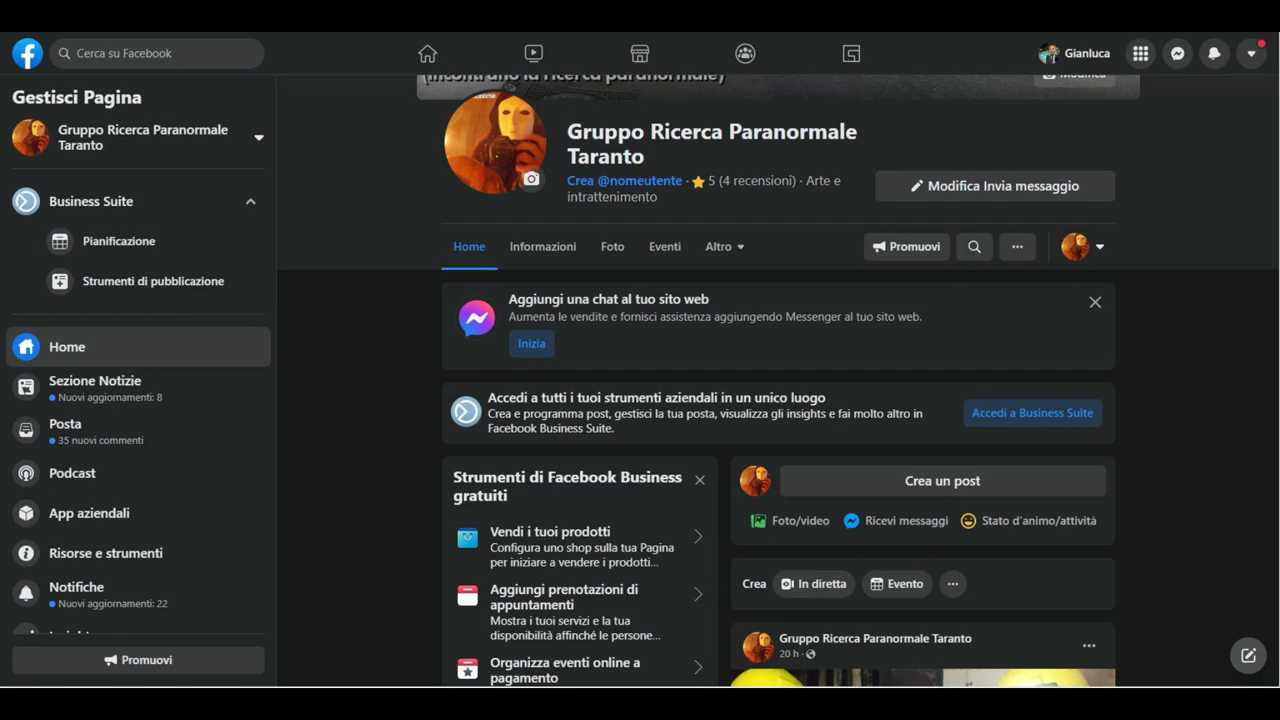 Cerca su Facebook
Gianluca
Gestisci Pagina
Gruppo Ricerca Paranormale
Taranto
Business Suite
Pianificazione
Strumenti di pubblicazione
Home
Sezione Notizie
Nuovi aggiornamenti: 8
Posta
35 nuovi commenti
Podcast
App aziendali
Risorse e strumenti
Notifiche
Nuovi aggiornamenti: 22
Promuovi
la ricerca paranormale)
Modifica
Gruppo Ricerca Paranormale
Taranto
Crea @nomeutente · 5 (4 recensioni) · Arte e
intrattenimento
Modifica Invia messaggio
Home
Informazioni
Foto
Eventi
Altro
Promuovi
Aggiungi una chat al tuo sito web
Aumenta le vendite e fornisci assistenza aggiungendo Messenger al tuo sito web.
Inizia
Accedi a tutti i tuoi strumenti aziendali in un unico luogo
Crea e programma post, gestisci la tua posta, visualizza gli insights e fai molto altro in
Facebook Business Suite.
Accedi a Business Suite
Strumenti di Facebook Business
gratuiti
Vendi i tuoi prodotti
Configura uno shop sulla tua Pagina
per iniziare a vendere i prodotti...
Aggiungi prenotazioni di
appuntamenti
Mostra i tuoi servizi e la tua
disponibilità affinché le persone...
Organizza eventi online a
pagamento
Crea un post
Foto/video
Ricevi messaggi
Stato d'animo/attività
Crea
In diretta
Evento
Gruppo Ricerca Paranormale Taranto
20 h ·